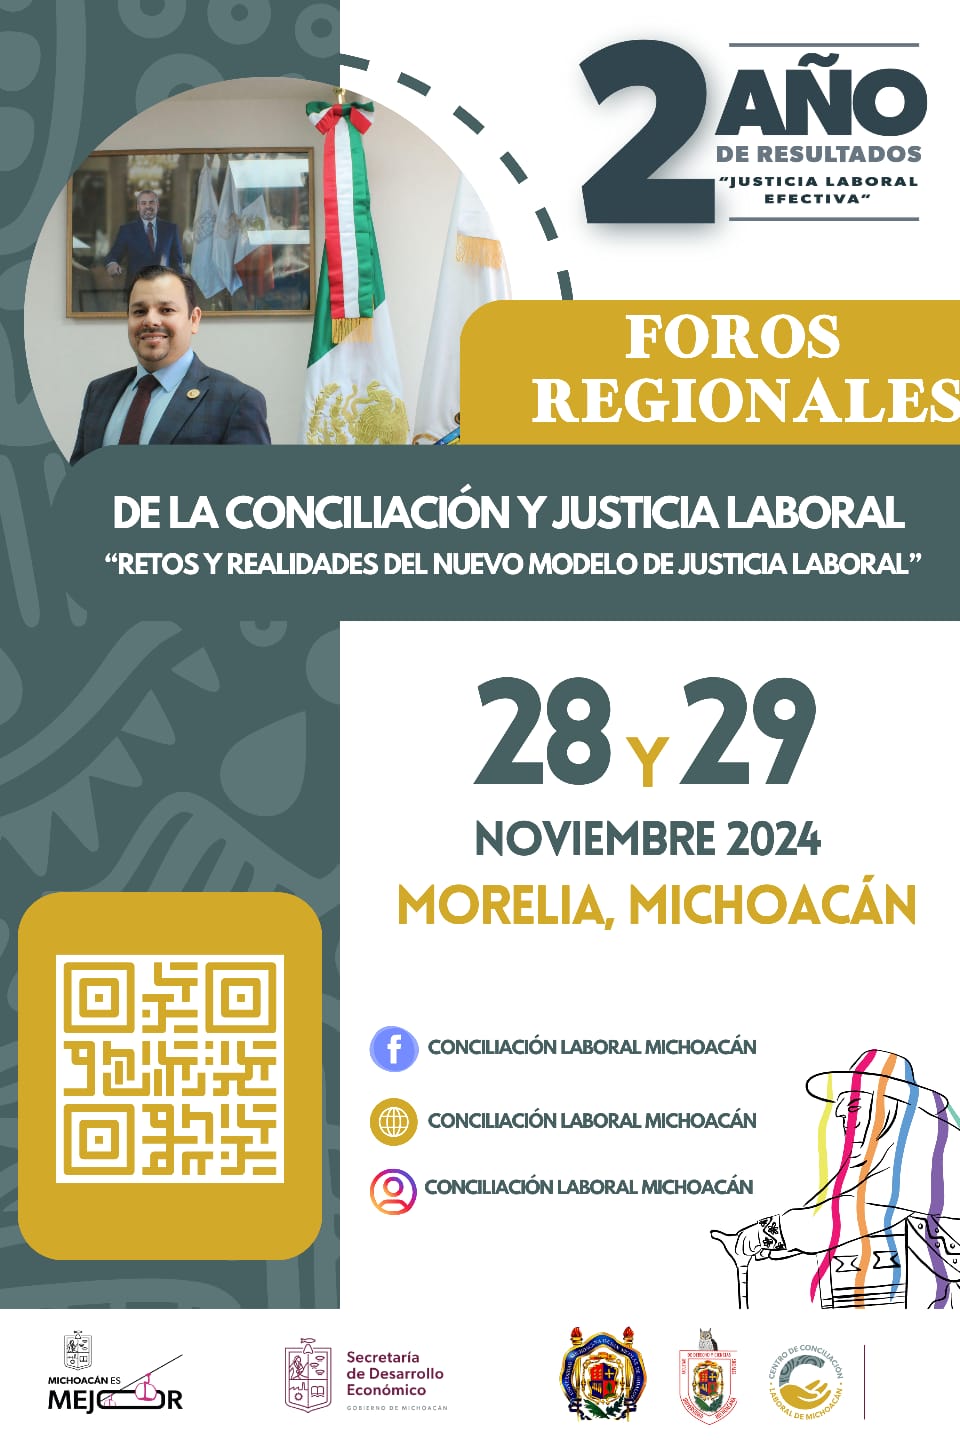 2 AÑO
DE RESULTADOS
"JUSTICIA LABORAL
EFECTIVA"
FOROS
REGIONALES
DE LA CONCILIACIÓN Y JUSTICIA LABORAL
“RETOS Y REALIDADES DEL NUEVO MODELO DE JUSTICIA LABORAL”
28 Y 29
NOVIEMBRE 2024
MORELIA, MICHOACÁN
CONCILIACIÓN LABORAL MICHOACÁN
CONCILIACIÓN LABORAL MICHOACÁN
CONCILIACIÓN LABORAL MICHOACÁN
MICHOACÁN ES
MEJOR
Secretaría
de Desarrollo
Económico
GOBIERNO DE MICHOACÁN
CENTRO DE CONCILIACIÓN
LABORAL DE MICHOACÁN